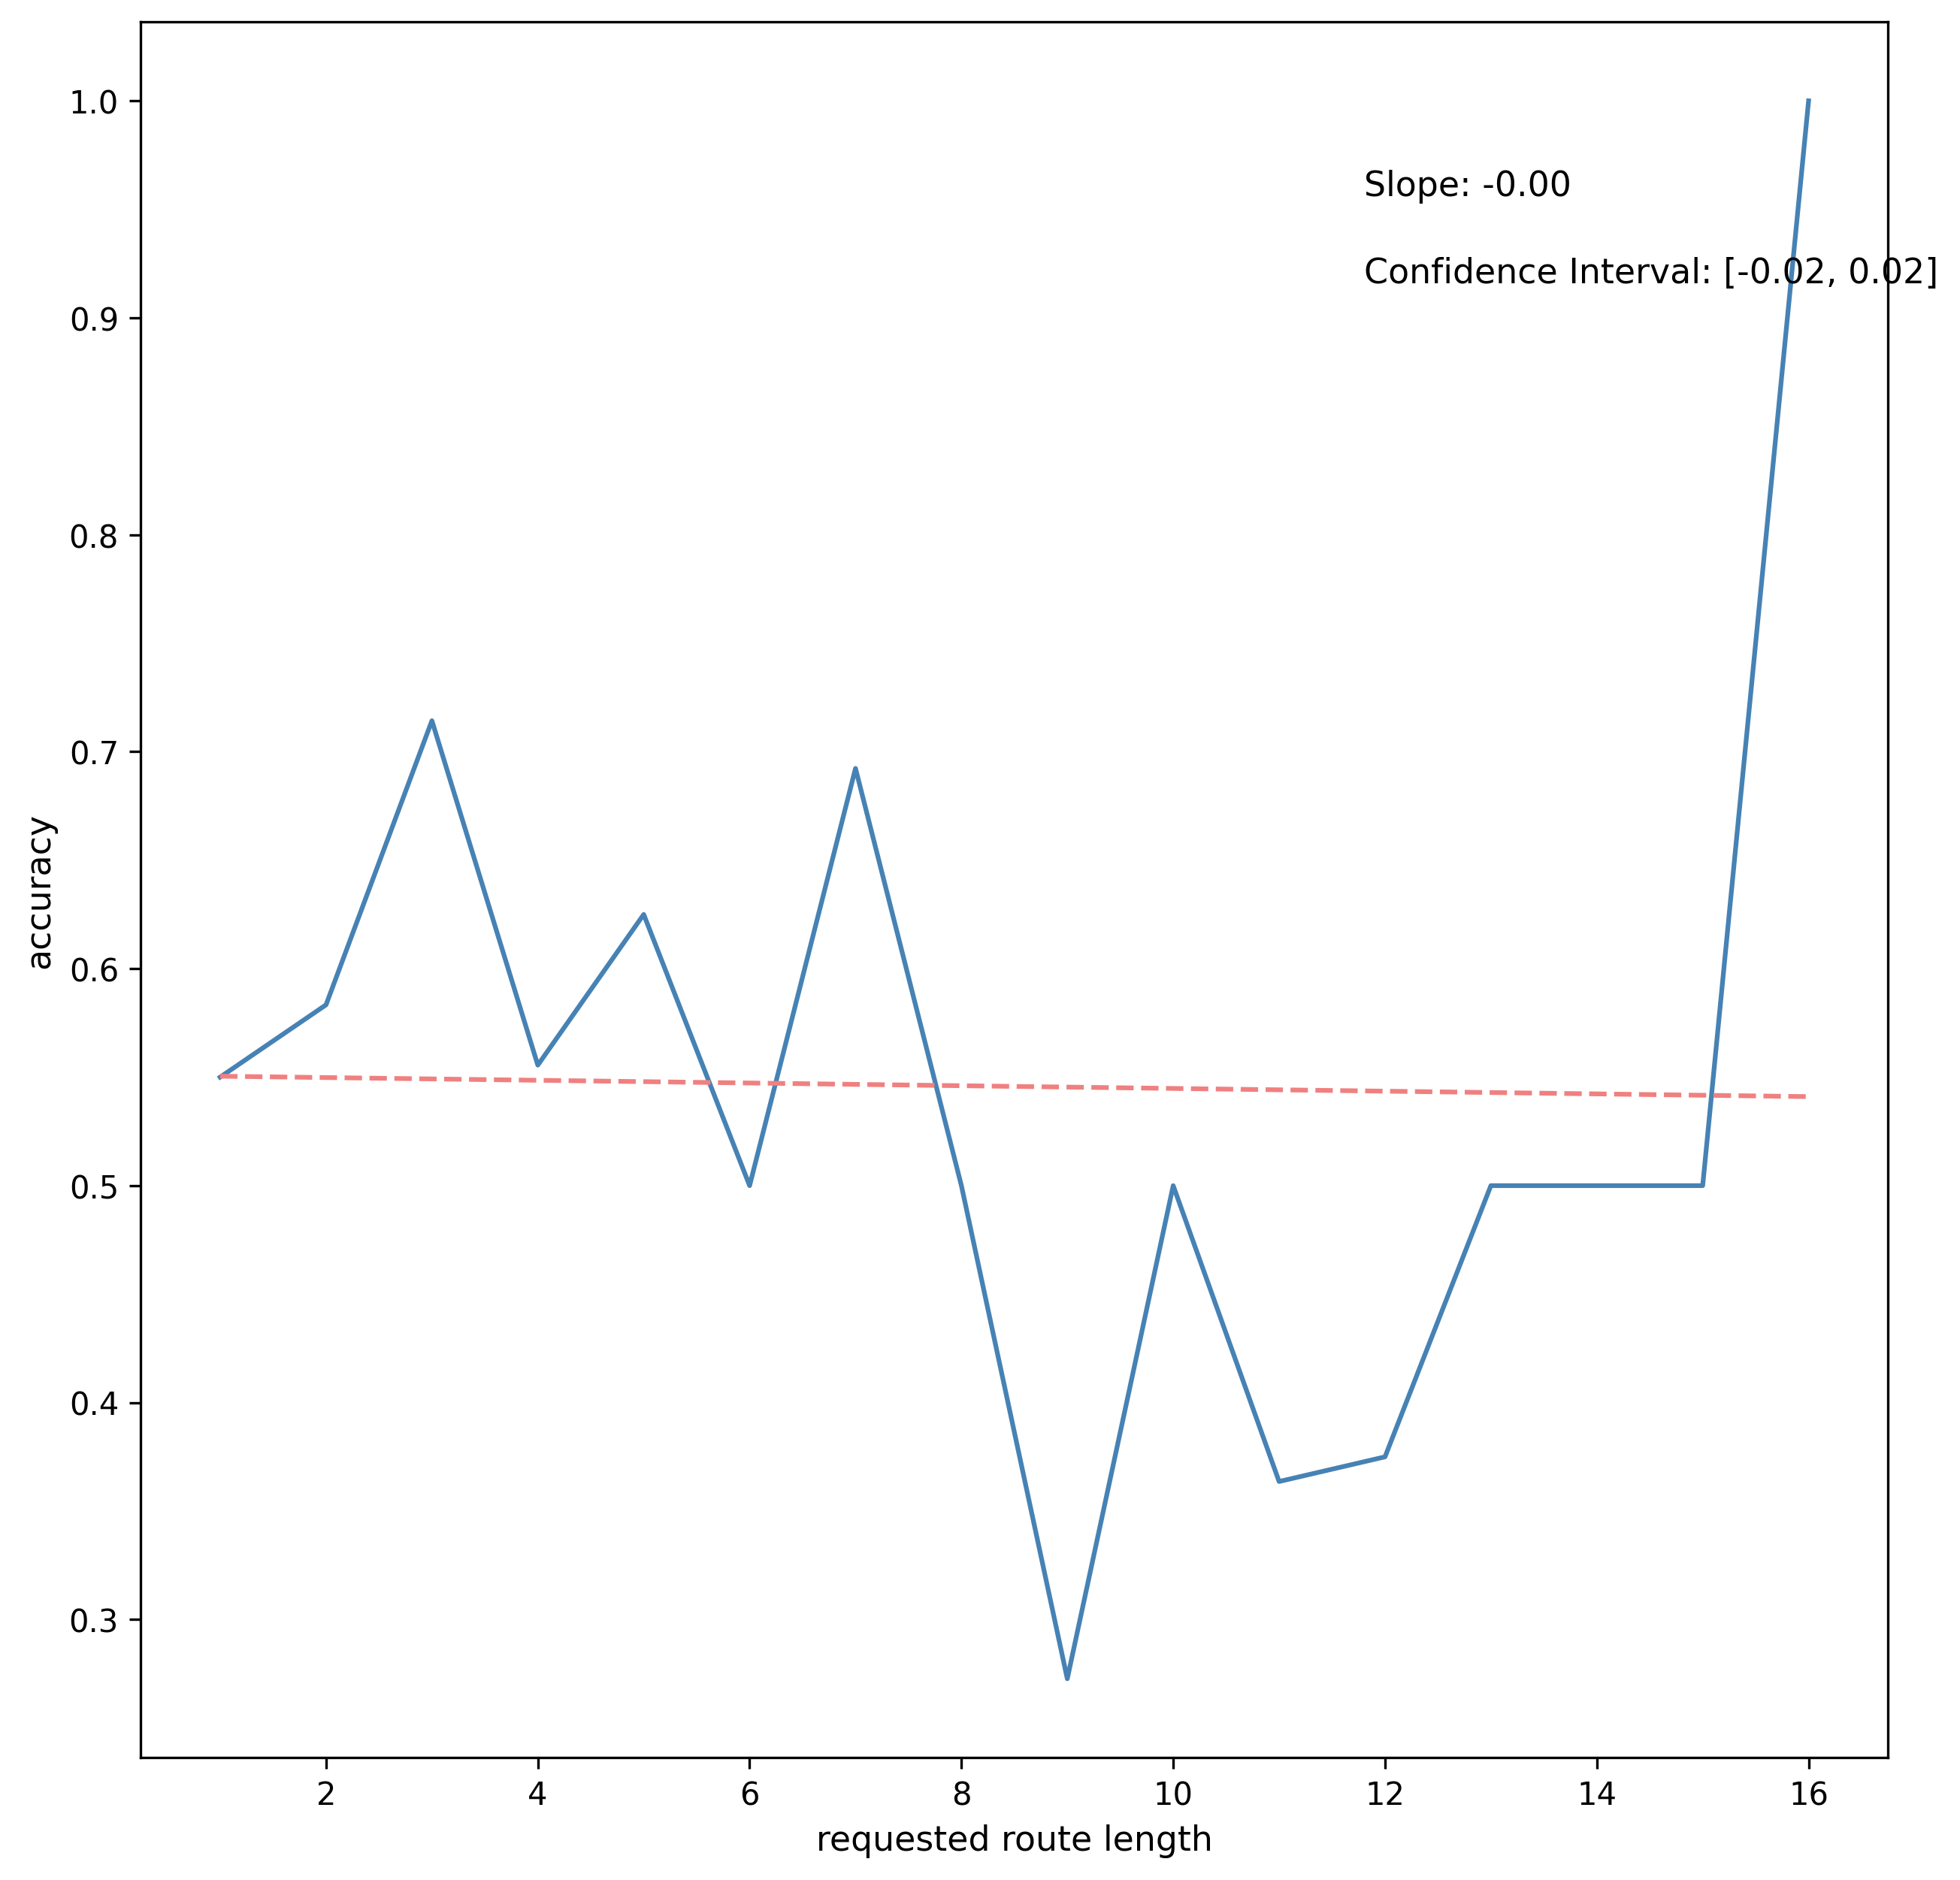 1.0
0.9
0.8
0.7
0.6
0.5
0.4
0.3
accuracy
Slope: -0.00
Confidence Interval: [-0.02, 0.02]
2 4 6 8 10 12 14 16
requested route length